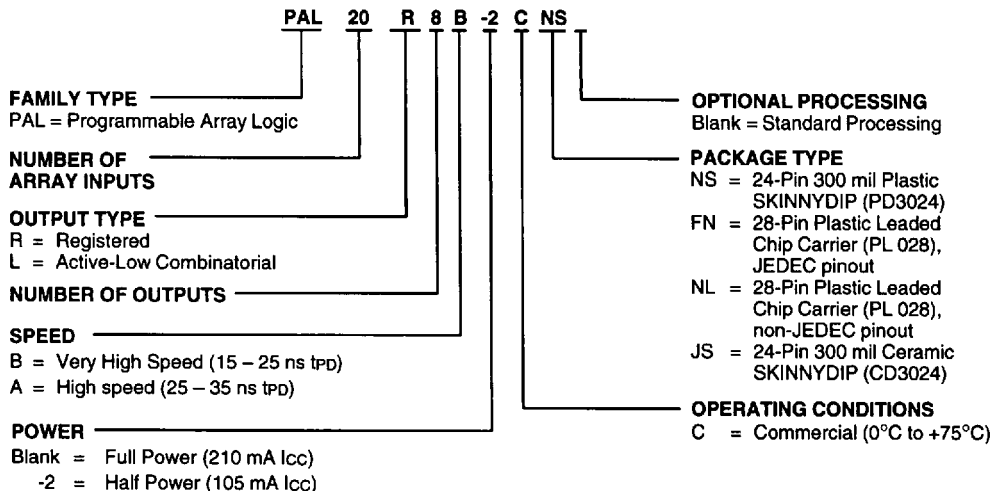 PAL 20 R 8 B -2 C NS
FAMILY TYPE
PAL = Programmable Array Logic
NUMBER OF
ARRAY INPUTS
OUTPUT TYPE
R = Registered
L = Active-Low Combinatorial
NUMBER OF OUTPUTS
SPEED
B = Very High Speed (15 – 25 ns tPD)
A = High speed (25 – 35 ns tPD)
POWER
Blank = Full Power (210 mA ICC)
-2 = Half Power (105 mA ICC)
OPTIONAL PROCESSING
Blank = Standard Processing
PACKAGE TYPE
NS = 24-Pin 300 mil Plastic
SKINNYDIP (PD3024)
FN = 28-Pin Plastic Leaded
Chip Carrier (PL 028),
JEDEC pinout
NL = 28-Pin Plastic Leaded
Chip Carrier (PL 028),
non-JEDEC pinout
JS = 24-Pin 300 mil Ceramic
SKINNYDIP (CD3024)
OPERATING CONDITIONS
C = Commercial (0°C to +75°C)